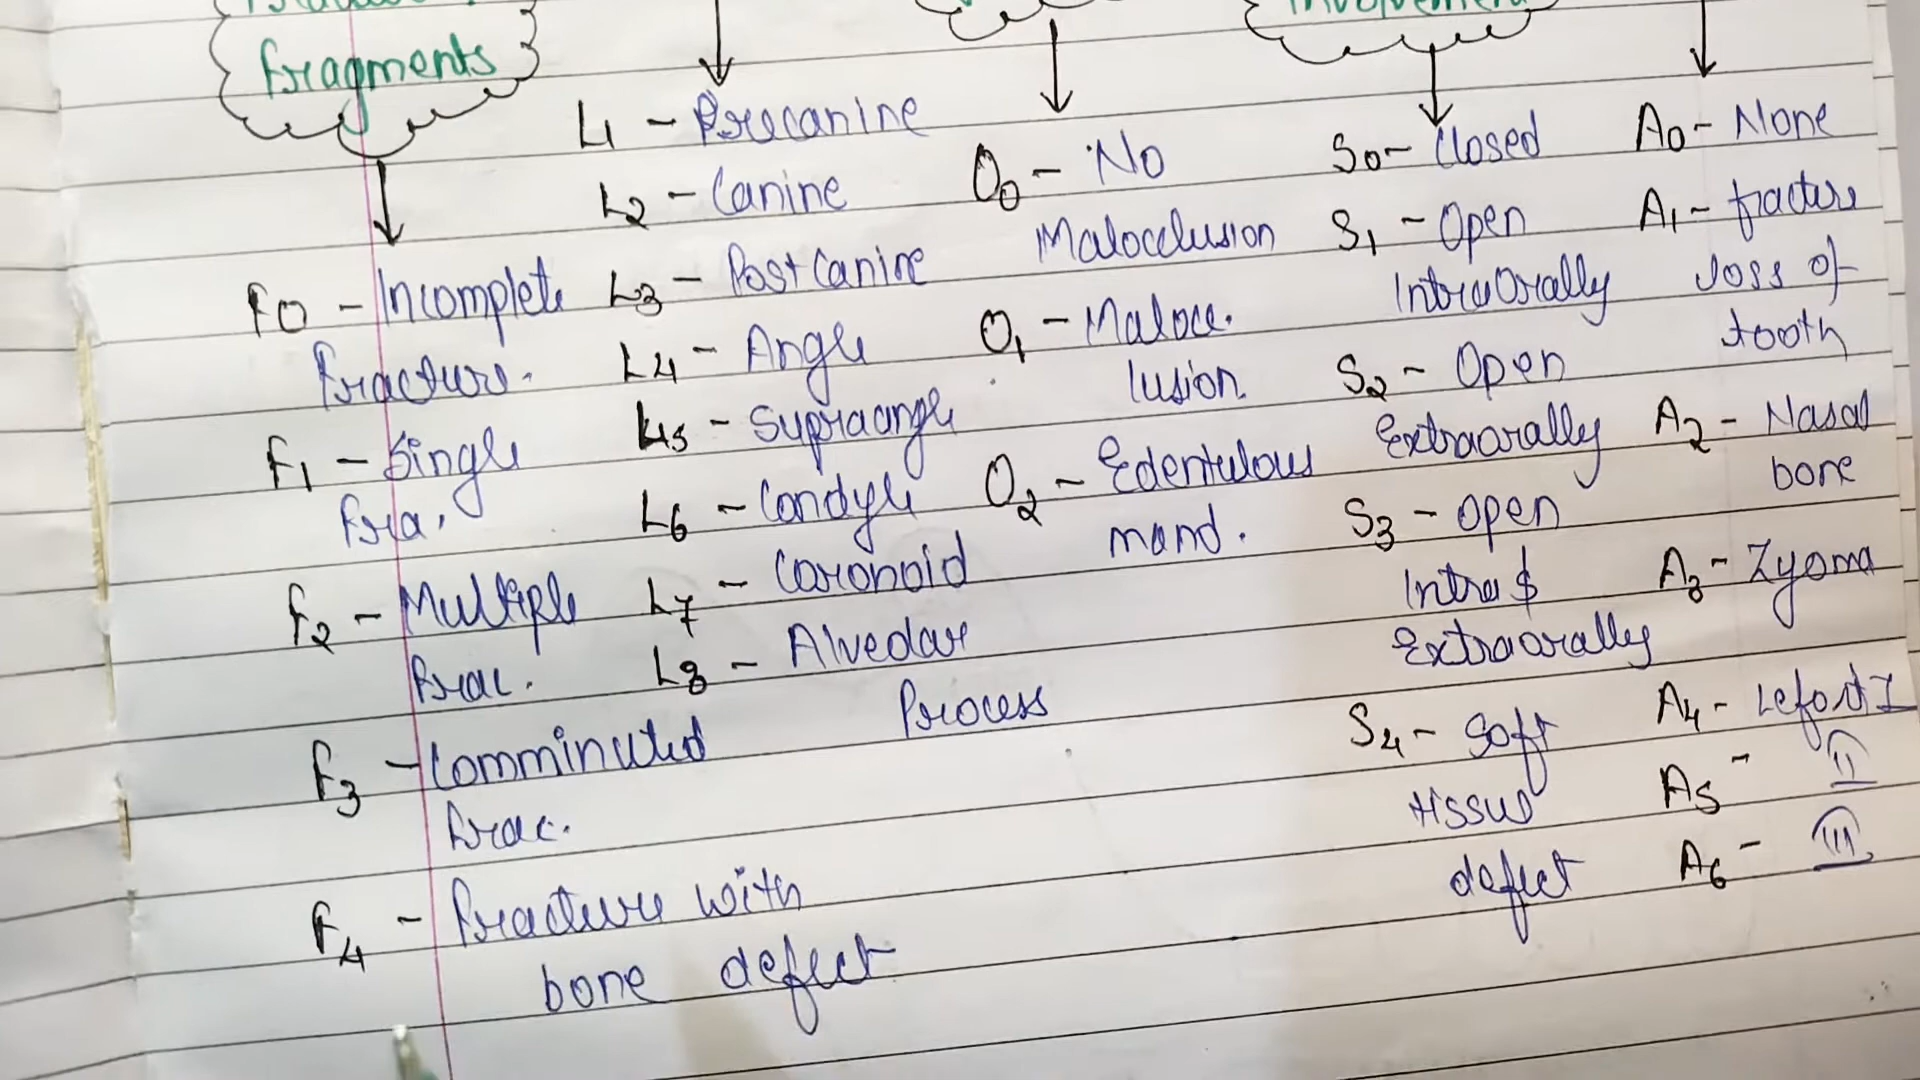 fragments
F0 - Incomplete
fracture.
F1 - Single
fra.
F2 - Multiple
frac.
F3 - Comminuted
frac.
F4 - fracture with
bone defect
L1 - Precanine
L2 - Canine
L3 - Postcanine
L4 - Angle
L5 - Supraangle
L6 - Condyle
L7 - Coronoid
L8 - Alveolar
Process
O0 - No
Malocclusion
O1 - Malocc.
lusion.
O2 - Edentulous
mand.
Involvement
S0 - Closed
S1 - Open
IntraOrally
S2 - Open
Extraorally
S3 - Open
Intra $
Extraorally
S4 - Soft
tissue
defect
A0 - None
A1 - fracture
loss of
tooth
A2 - Nasal
bone
A3 - Zyoma
A4 - Lefort I
A5 - II
A6 - III